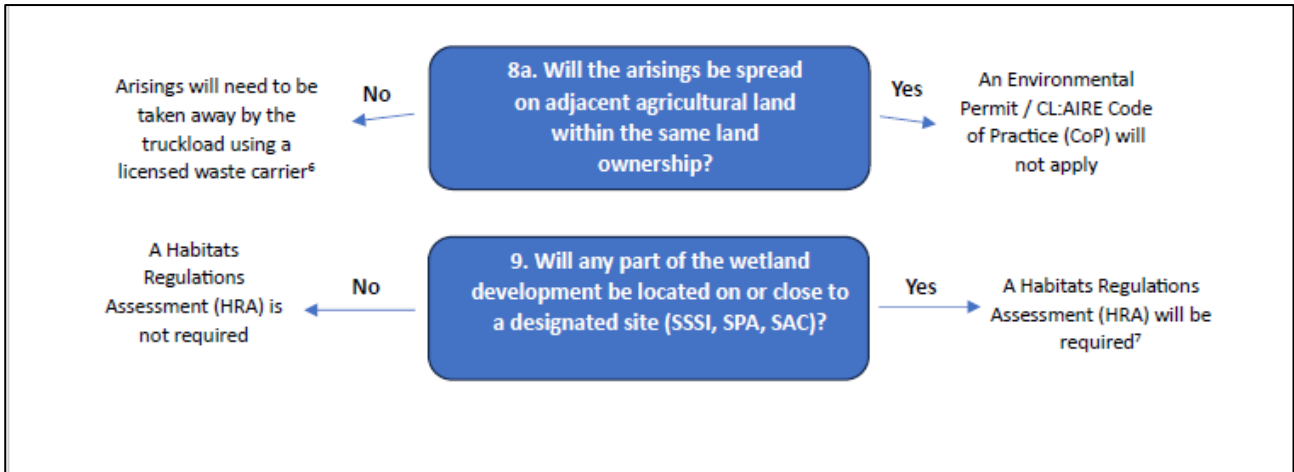 Arisings will need to be
taken away by the
truckload using a
licensed waste carrier⁶
No
8a. Will the arisings be spread
on adjacent agricultural land
within the same land
ownership?
Yes
An Environmental
Permit / CL:AIRE Code
of Practice (CoP) will
not apply
A Habitats
Regulations
Assessment (HRA) is
not required
No
9. Will any part of the wetland
development be located on or close to
a designated site (SSSI, SPA, SAC)?
Yes
A Habitats Regulations
Assessment (HRA) will be
required⁷